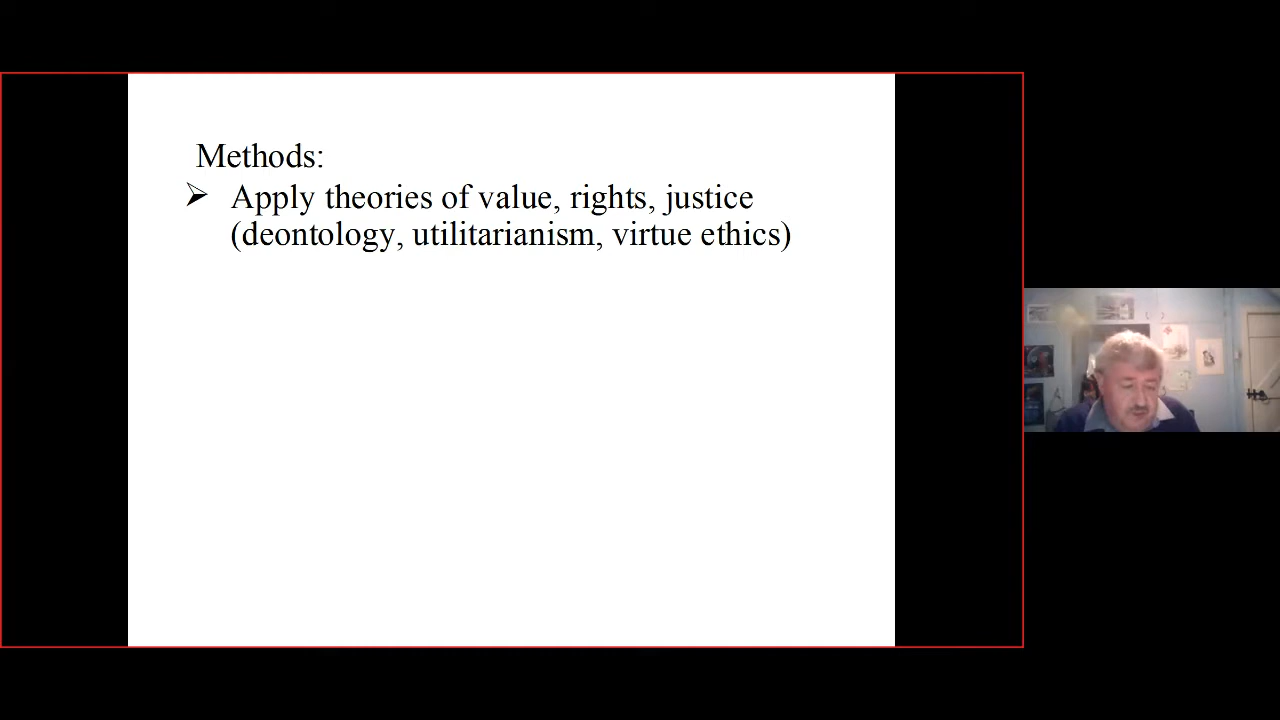 Methods:
➢ Apply theories of value, rights, justice
(deontology, utilitarianism, virtue ethics)